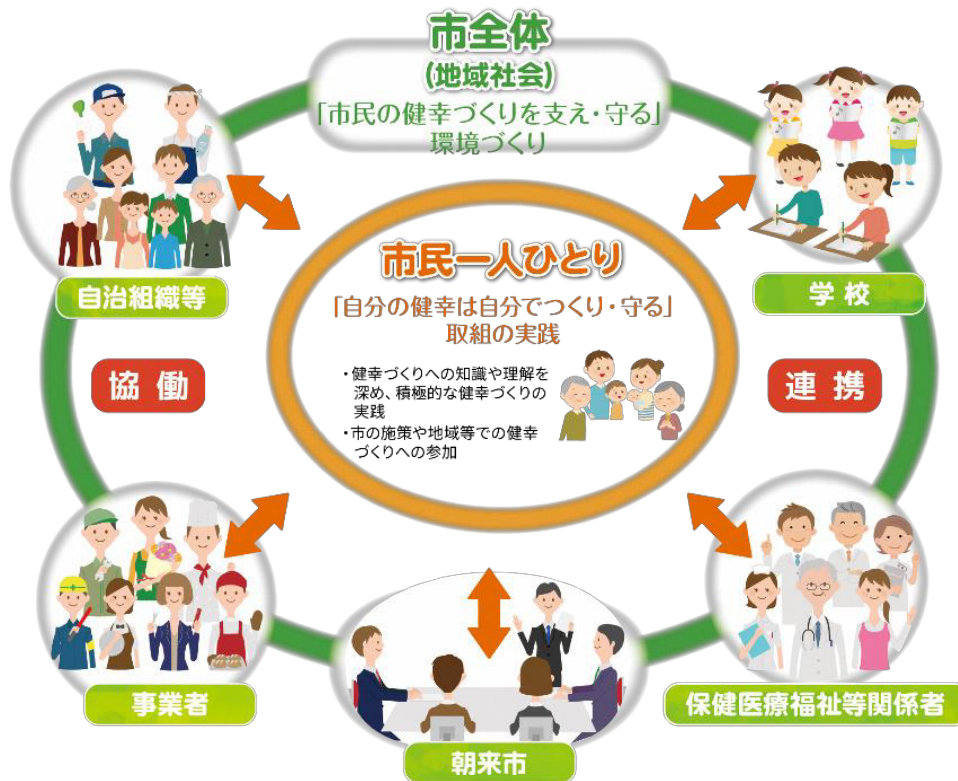 市全体
(地域社会)
「市民の健幸づくりを支え・守る」
環境づくり
市民一人ひとり
「自分の健幸は自分でつくり・守る」
取組の実践
・健幸づくりへの知識や理解を
深め、積極的な健幸づくりの
実践
・市の施策や地域等での健幸
づくりへの参加
自治組織等
学校
協働
連携
事業者
保健医療福祉等関係者
朝来市